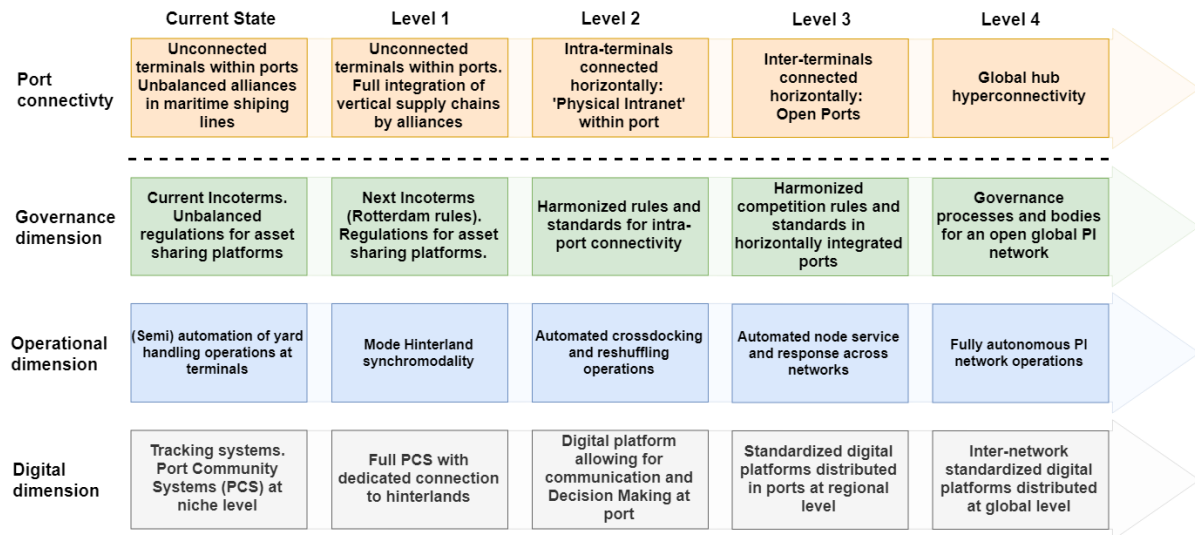 Current State
Level 1
Level 2
Level 3
Level 4
Port
connectivty
Unconnected
terminals within ports
Unbalanced alliances
in maritime shiping
lines
Unconnected
terminals within ports.
Full integration of
vertical supply chains
by alliances
Intra-terminals
connected
horizontally:
'Physical Intranet'
within port
Inter-terminals
connected
horizontally:
Open Ports
Global hub
hyperconnectivity
Governance
dimension
Current Incoterms.
Unbalanced
regulations for asset
sharing platforms
Next Incoterms
(Rotterdam rules).
Regulations for asset
sharing platforms.
Harmonized rules and
standards for intra-
port connectivity
Harmonized
competition rules and
standards in
horizontally integrated
ports
Governance
processes and bodies
for an open global PI
network
Operational
dimension
(Semi) automation of yard
handling operations at
terminals
Mode Hinterland
synchromodality
Automated crossdocking
and reshuffling
operations
Automated node service
and response across
networks
Fully autonomous PI
network operations
Digital
dimension
Tracking systems.
Port Community
Systems (PCS) at
niche level
Full PCS with
dedicated connection
to hinterlands
Digital platform
allowing for
communication and
Decision Making at
port
Standardized digital
platforms distributed
in ports at regional
level
Inter-network
standardized digital
platforms distributed
at global level